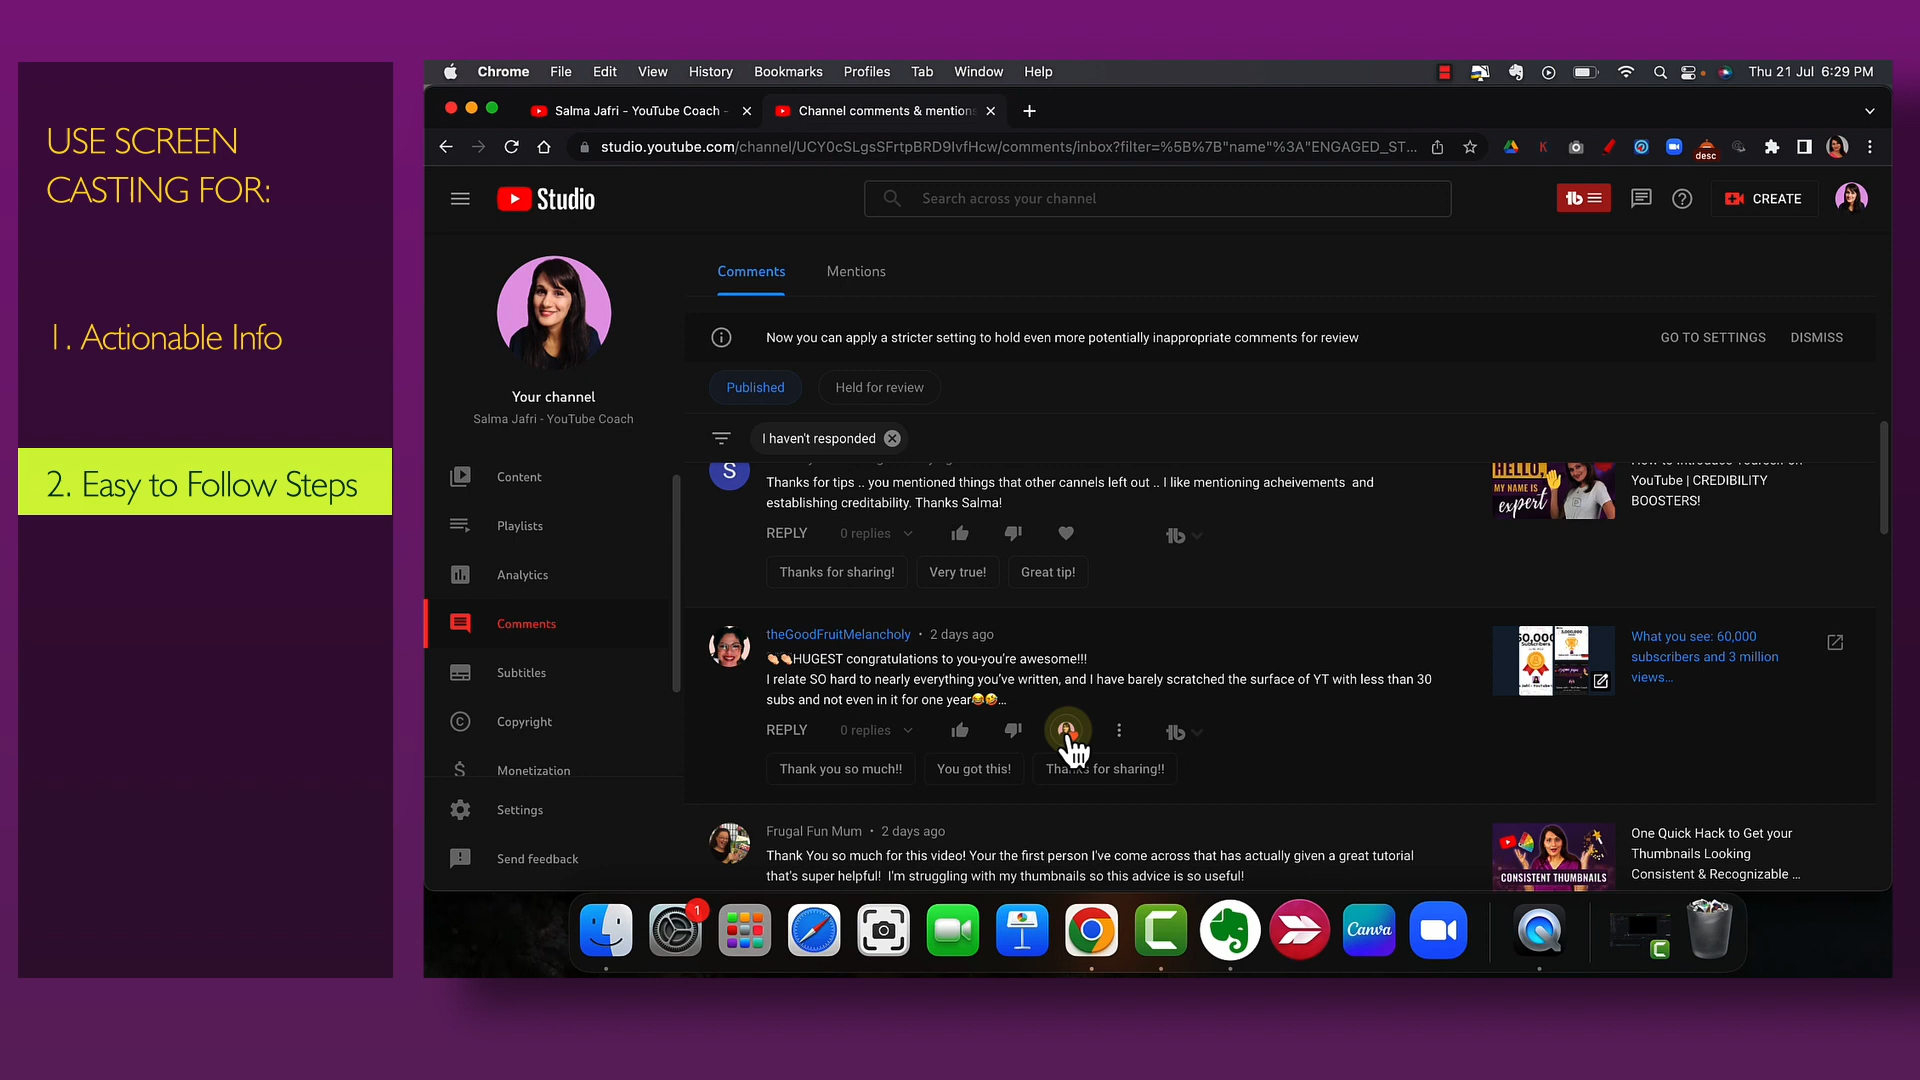 USE SCREEN
CASTING FOR:
1. Actionable Info
2. Easy to Follow Steps
Chrome File Edit View History Bookmarks Profiles Tab Window Help
Thu 21 Jul 6:29 PM
Salma Jafri - YouTube Coach -
Channel comments & mention
studio.youtube.com/channel/UCY0cSLgsSFrtpBRD9IvfHcw/comments/inbox?filter=%5B%7B"name"%3A"ENGAGED_ST...
desc
Studio
Search across your channel
CREATE
Your channel
Salma Jafri - YouTube Coach
Content
Playlists
Analytics
Comments
Subtitles
Copyright
Monetization
Settings
Send feedback
Comments Mentions
Now you can apply a stricter setting to hold even more potentially inappropriate comments for review
GO TO SETTINGS DISMISS
Published Held for review
I haven't responded
S
Thanks for tips .. you mentioned things that other cannels left out .. I like mentioning acheivements and
establishing creditability. Thanks Salma!
REPLY 0 replies
Thanks for sharing! Very true! Great tip!
HELLO,
MY NAME IS
expert
YouTube | CREDIBILITY
BOOSTERS!
theGoodFruitMelancholy • 2 days ago
👏🏻👏🏻HUGEST congratulations to you-you're awesome!!!
I relate SO hard to nearly everything you've written, and I have barely scratched the surface of YT with less than 30
subs and not even in it for one year😂🤣...
REPLY 0 replies
Thank you so much!! You got this! Thanks for sharing!!
What you see: 60,000
subscribers and 3 million
views...
Frugal Fun Mum • 2 days ago
Thank You so much for this video! Your the first person I've come across that has actually given a great tutorial
that's super helpful! I'm struggling with my thumbnails so this advice is so useful!
CONSISTENT THUMBNAILS
One Quick Hack to Get your
Thumbnails Looking
Consistent & Recognizable ...
1
Canva